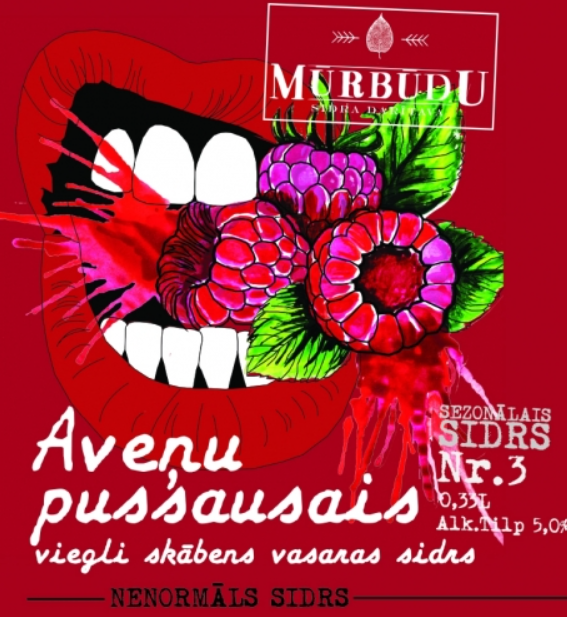 MŪRBŪDU
SIDRA
Aveņu
pussausais
viegli skābens vasaras sidrs
SEZONĀLAIS
SIDRS
Nr.3
0,33L
Alk.Tilp 5,0%
NENORMĀLS SIDRS